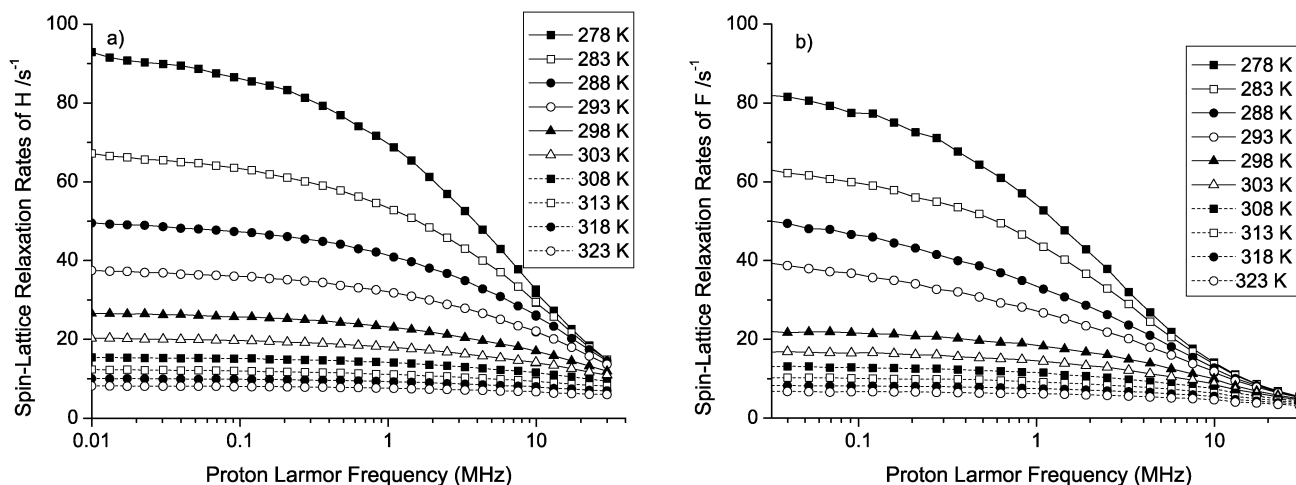 a)
Spin-Lattice Relaxation Rates of H /s⁻¹
100
80
60
40
20
0
0.01
0.1
1
10
Proton Larmor Frequency (MHz)
278 K
283 K
288 K
293 K
298 K
303 K
308 K
313 K
318 K
323 K
b)
Spin-Lattice Relaxation Rates of F /s⁻¹
100
80
60
40
20
0
0.1
1
10
Proton Larmor Frequency (MHz)
278 K
283 K
288 K
293 K
298 K
303 K
308 K
313 K
318 K
323 K